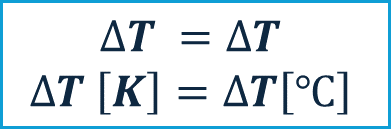 ΔT = ΔT
ΔT [K] = ΔT[°C]